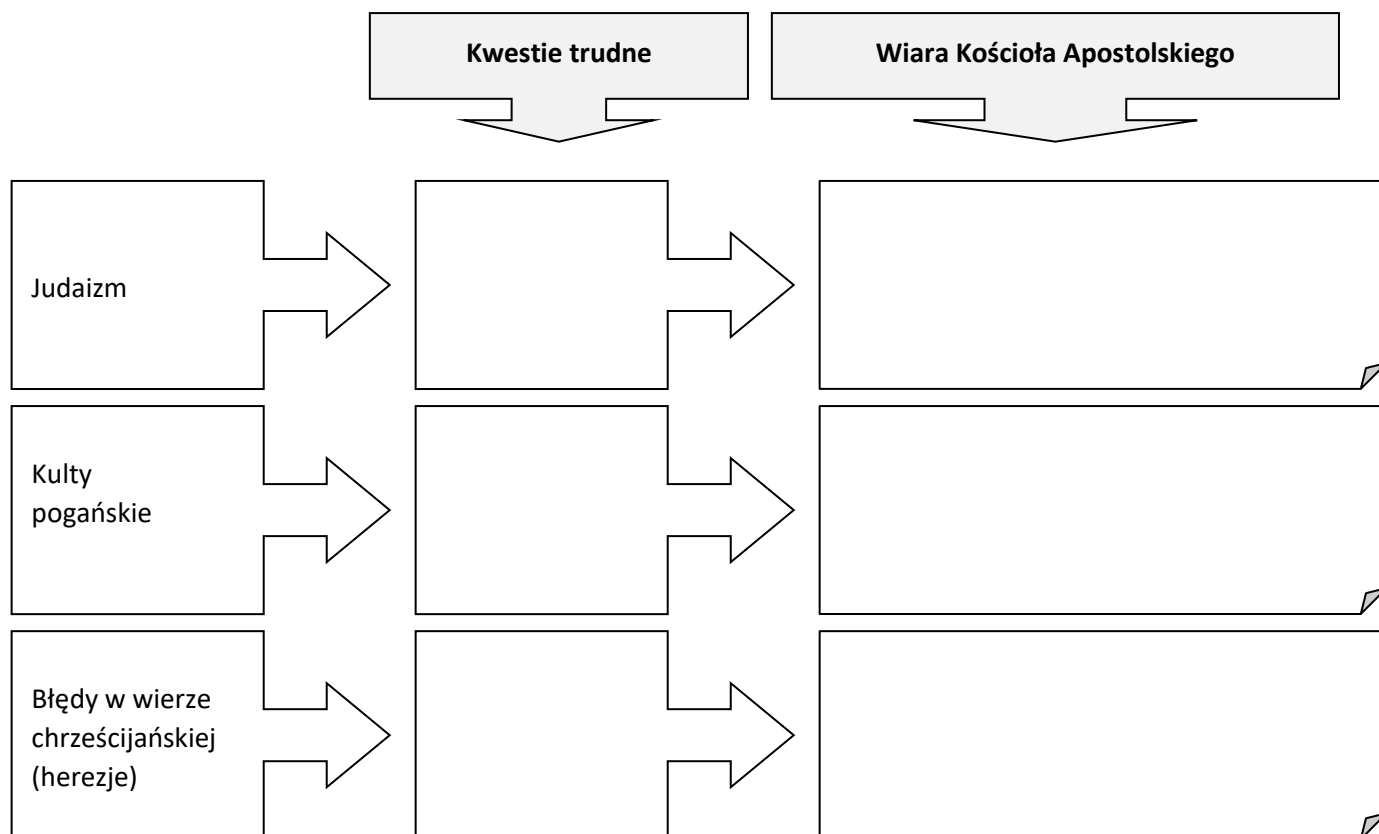 Kwestie trudne
Wiara Kościoła Apostolskiego
Judaizm
Kulty
pogańskie
Błędy w wierze
chrześcijańskiej
(herezje)